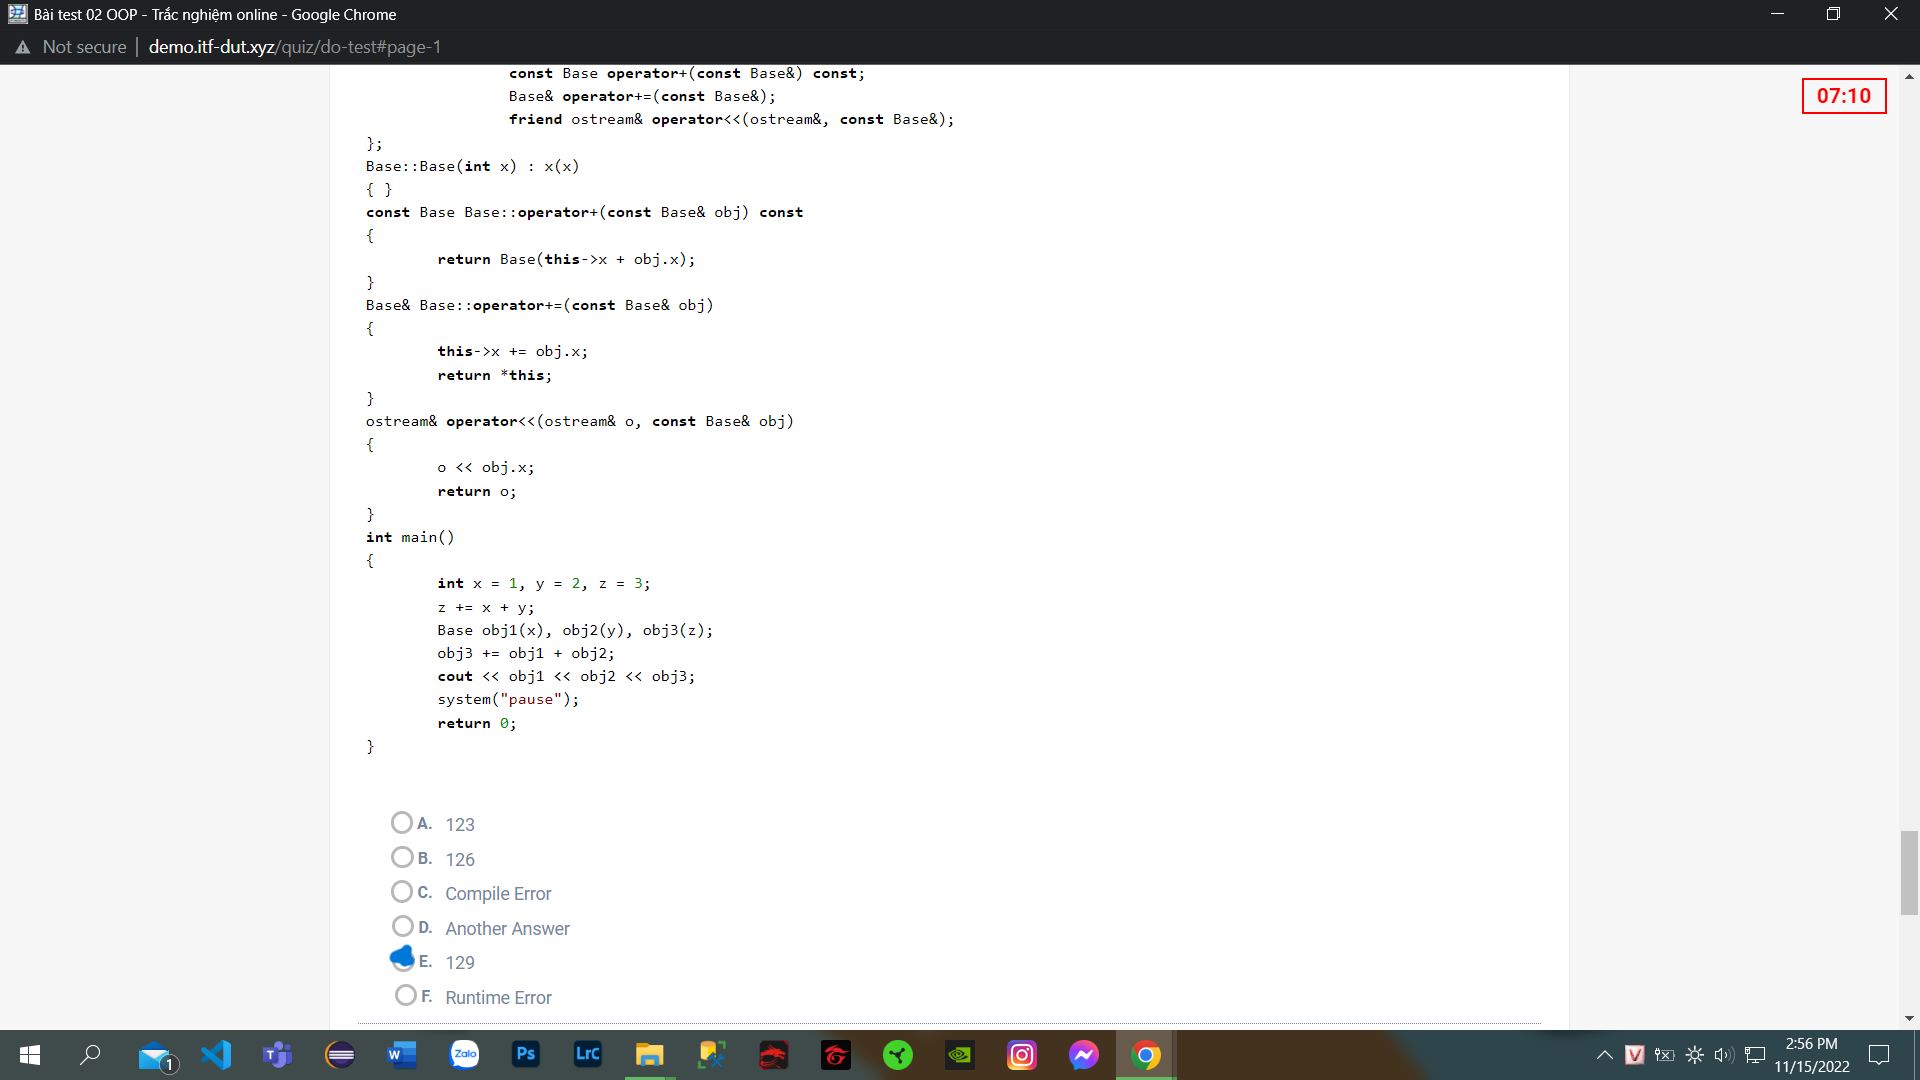 Bài test 02 OOP - Trắc nghiệm online - Google Chrome
Not secure | demo.itf-dut.xyz/quiz/do-test#page-1
07:10
const Base operator+(const Base&) const;
Base& operator+=(const Base&);
friend ostream& operator<<(ostream&, const Base&);
};
Base::Base(int x) : x(x)
{ }
const Base Base::operator+(const Base& obj) const
{
return Base(this->x + obj.x);
}
Base& Base::operator+=(const Base& obj)
{
this->x += obj.x;
return *this;
}
ostream& operator<<(ostream& o, const Base& obj)
{
o << obj.x;
return o;
}
int main()
{
int x = 1, y = 2, z = 3;
z += x + y;
Base obj1(x), obj2(y), obj3(z);
obj3 += obj1 + obj2;
cout << obj1 << obj2 << obj3;
system("pause");
return 0;
}
A. 123
B. 126
C. Compile Error
D. Another Answer
E. 129
F. Runtime Error
1
T
W
Zalo
Ps
LrC
V
2:56 PM
11/15/2022